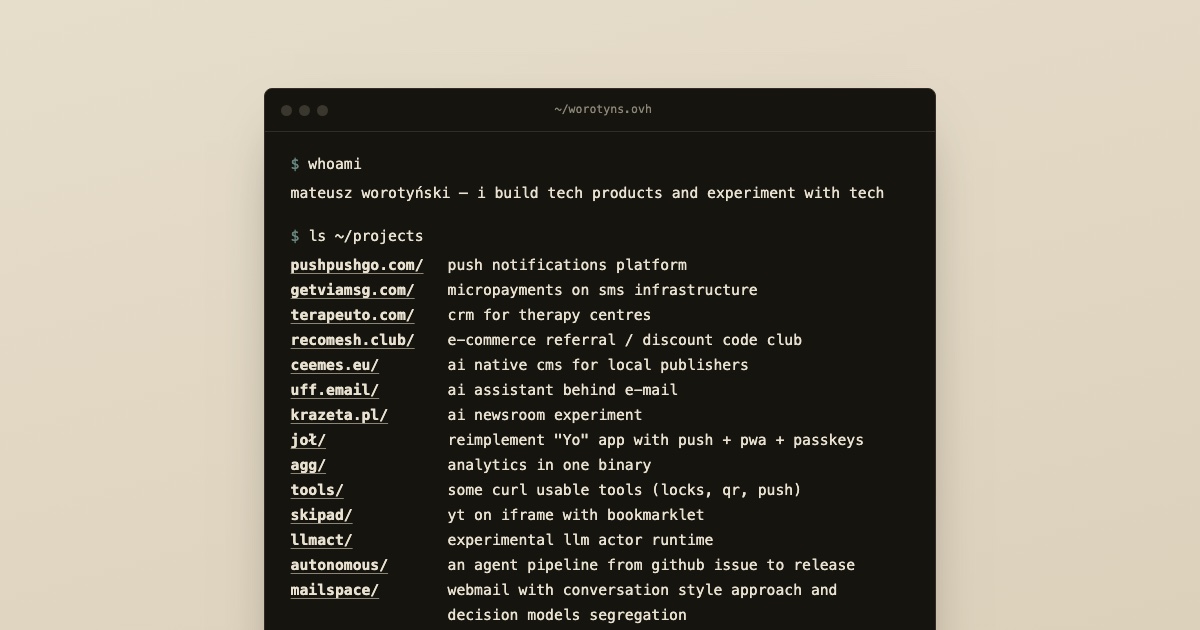 ~/worotyns.ovh
$ whoami
mateusz worotyński — i build tech products and experiment with tech
$ ls ~/projects
pushpushgo.com/ push notifications platform
getviamsg.com/ micropayments on sms infrastructure
terapeuto.com/ crm for therapy centres
recomesh.club/ e-commerce referral / discount code club
ceemes.eu/ ai native cms for local publishers
uff.email/ ai assistant behind e-mail
krazeta.pl/ ai newsroom experiment
joł/ reimplement "Yo" app with push + pwa + passkeys
agg/ analytics in one binary
tools/ some curl usable tools (locks, qr, push)
skipad/ yt on iframe with bookmarklet
llmact/ experimental llm actor runtime
autonomous/ an agent pipeline from github issue to release
mailspace/ webmail with conversation style approach and
decision models segregation